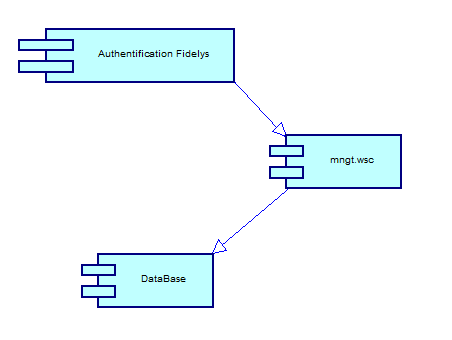 Authentification Fidelys
mngt.wsc
DataBase